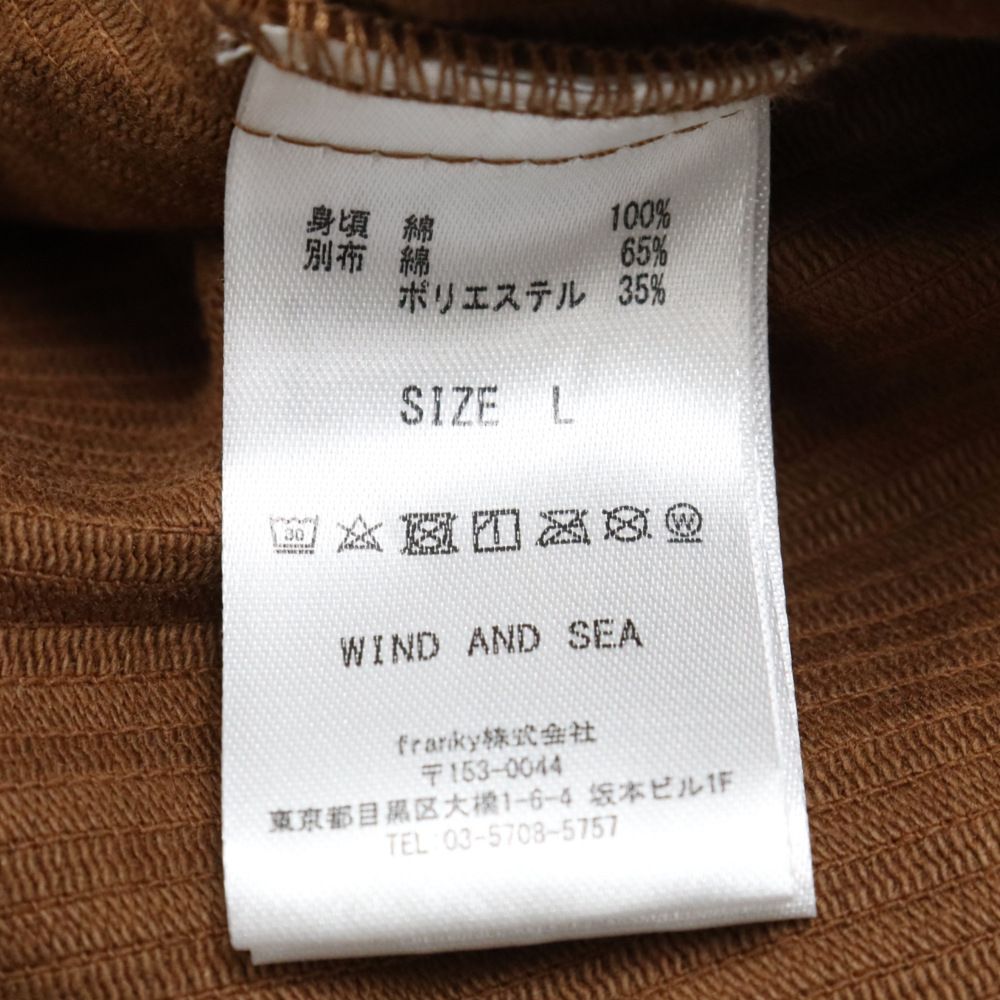 身頃 綿 100%
別布 綿 65%
ポリエステル 35%
SIZE L
30 W
WIND AND SEA
franky株式会社
〒153-0044
東京都目黒区大橋1-6-4 坂本ビル1F
TEL:03-5708-5757